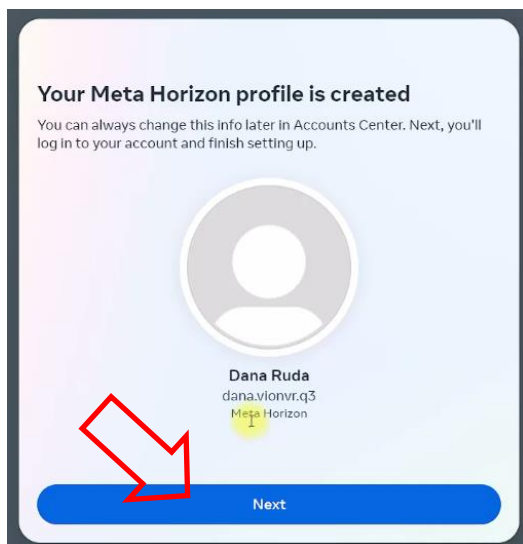 Your Meta Horizon profile is created
You can always change this info later in Accounts Center. Next, you'll
log in to your account and finish setting up.
Dana Ruda
dana.vionvr.q3
Meta Horizon
Next